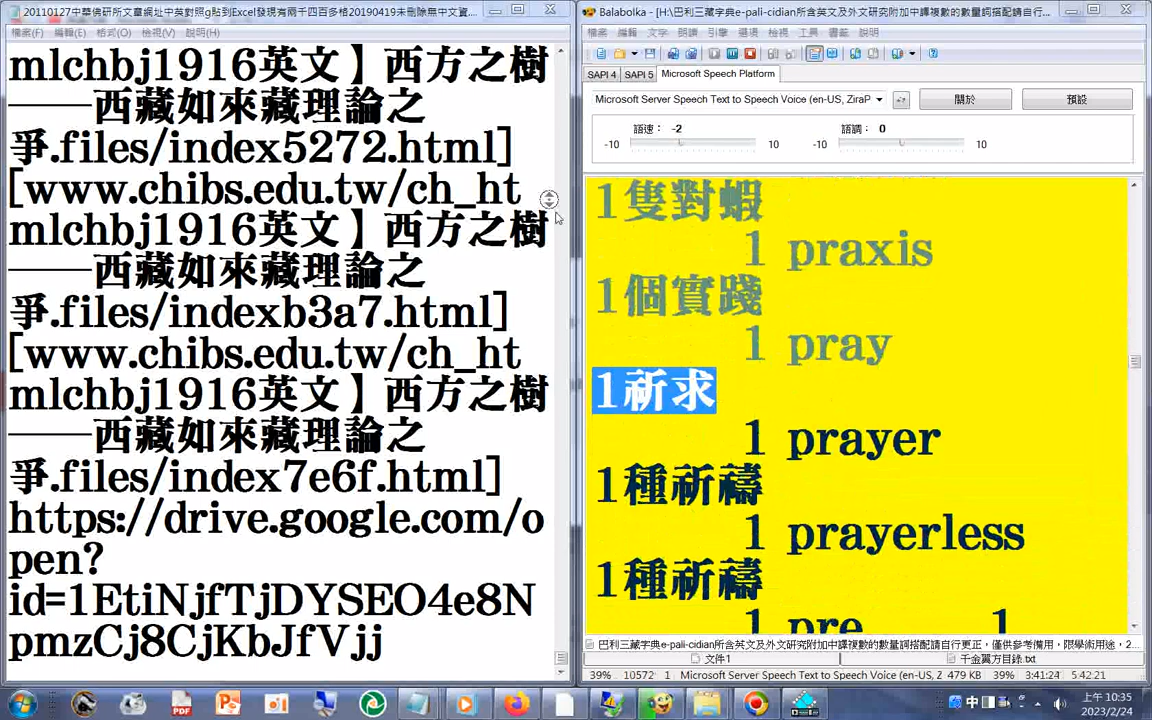 20110127中華佛研所文章網址中英對照g貼到Excel發現有兩千四百多格20190419未刪除無中文資...
檔案(F) 編輯(E) 格式(O) 檢視(V) 說明(H)
mlchbj1916英文】西方之樹
——西藏如來藏理論之
爭.files/index5272.html]
[www.chibs.edu.tw/ch_ht
mlchbj1916英文】西方之樹
——西藏如來藏理論之
爭.files/indexb3a7.html]
[www.chibs.edu.tw/ch_ht
mlchbj1916英文】西方之樹
——西藏如來藏理論之
爭.files/index7e6f.html]
https://drive.google.com/o
pen?
id=1EtiNjfTjDYSEO4e8N
pmzCj8CjKbJfVjj
Balabolka - [H:\巴利三藏字典e-pali-cidian所含英文及外文研究附加中譯複數的數量詞搭配請自行更正,...
檔案 編輯 文字 朗讀 引擎 選項 檢視 工具 書籤 說明
SAPI 4 SAPI 5 Microsoft Speech Platform
Microsoft Server Speech Text to Speech Voice (en-US, ZiraP 關於 預設
語速: -2 語調: 0
-10 10 -10 10
1隻對蝦
1 praxis
1個實踐
1 pray
1祈求
1 prayer
1種祈禱
1 prayerless
1種祈禱
1 pre 1
巴利三藏字典e-pali-cidian所含英文及外文研究附加中譯複數的數量詞搭配請自行更正,僅供參考備用,限學術用途,2...
文件1 千金翼方目錄.txt
39% 10572: 1 Microsoft Server Speech Text to Speech Voice (en-US, Z 479 KB 39% 3:41:24 5:42:21
中
上午 10:35
2023/2/24